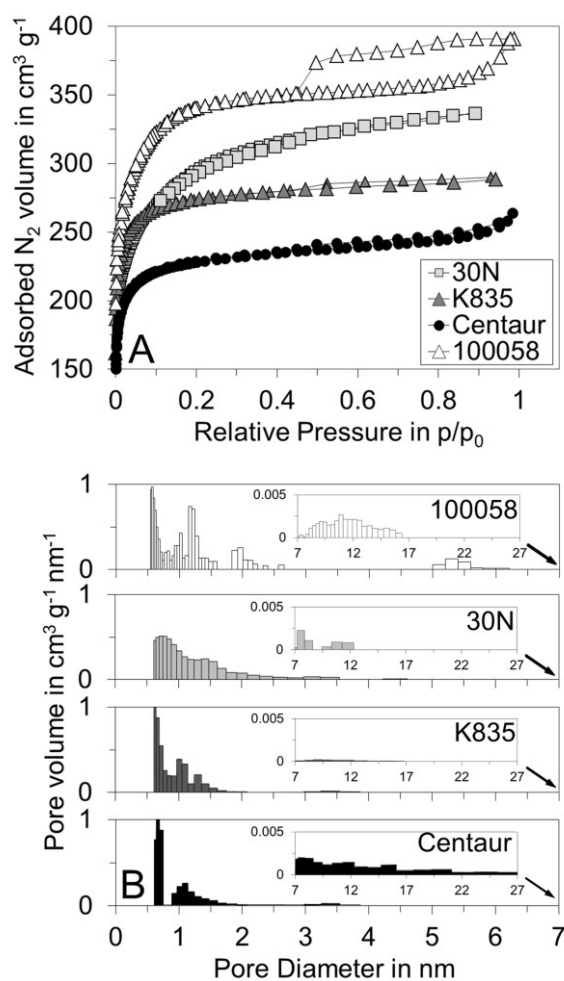 400
350
300
250
200
150
Adsorbed N₂ volume in cm³ g⁻¹
A
30N
K835
Centaur
100058
0 0.2 0.4 0.6 0.8 1
Relative Pressure in p/p₀
Pore volume in cm³ g⁻¹ nm⁻¹
1
0
0.005
0
7 12 17 22 27
100058
1
0
0.005
0
7 12 17 22 27
30N
1
0
0.005
0
7 12 17 22 27
K835
1
0
0.005
0
7 12 17 22 27
Centaur
B
0 1 2 3 4 5 6 7
Pore Diameter in nm